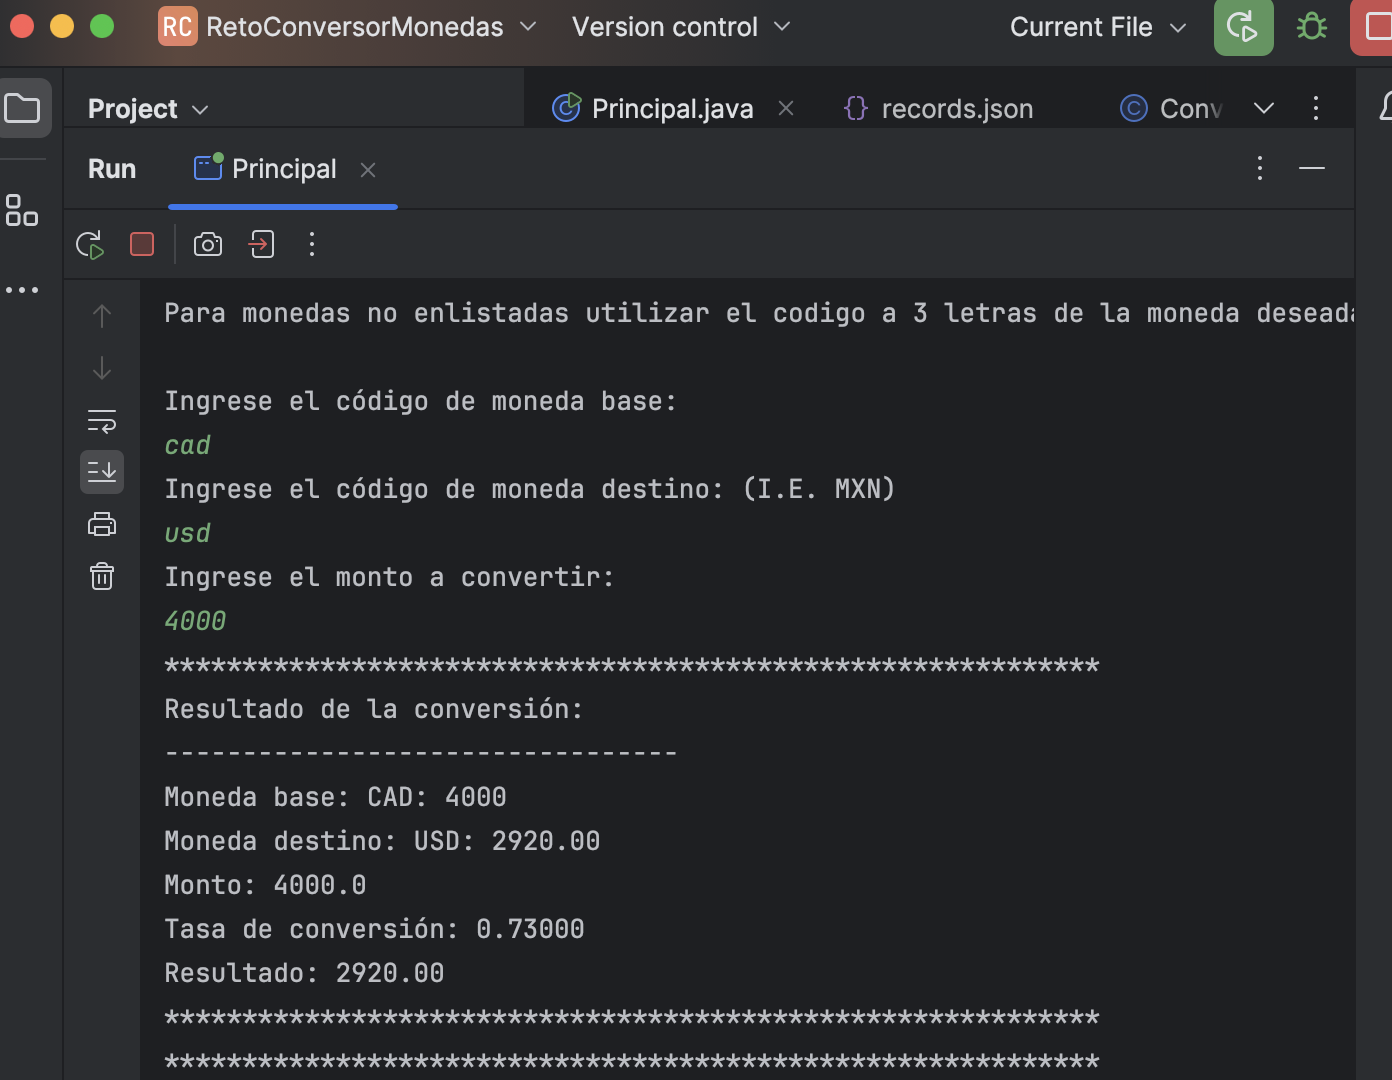 RC RetoConversorMonedas Version control Current File
Project Principal.java records.json Conv
Run Principal
Para monedas no enlistadas utilizar el codigo a 3 letras de la moneda deseada
Ingrese el código de moneda base:
cad
Ingrese el código de moneda destino: (I.E. MXN)
usd
Ingrese el monto a convertir:
4000
************************************************************
Resultado de la conversión:
---------------------------------
Moneda base: CAD: 4000
Moneda destino: USD: 2920.00
Monto: 4000.0
Tasa de conversión: 0.73000
Resultado: 2920.00
************************************************************
************************************************************